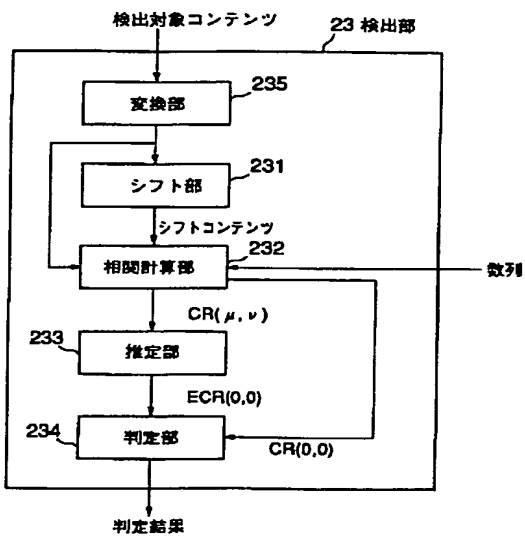 検出対象コンテンツ
23 検出部
235
変換部
231
シフト部
シフトコンテンツ
232
相関計算部
数列
CR(μ,ν)
233
推定部
ECR(0,0)
234
判定部
CR(0,0)
判定結果